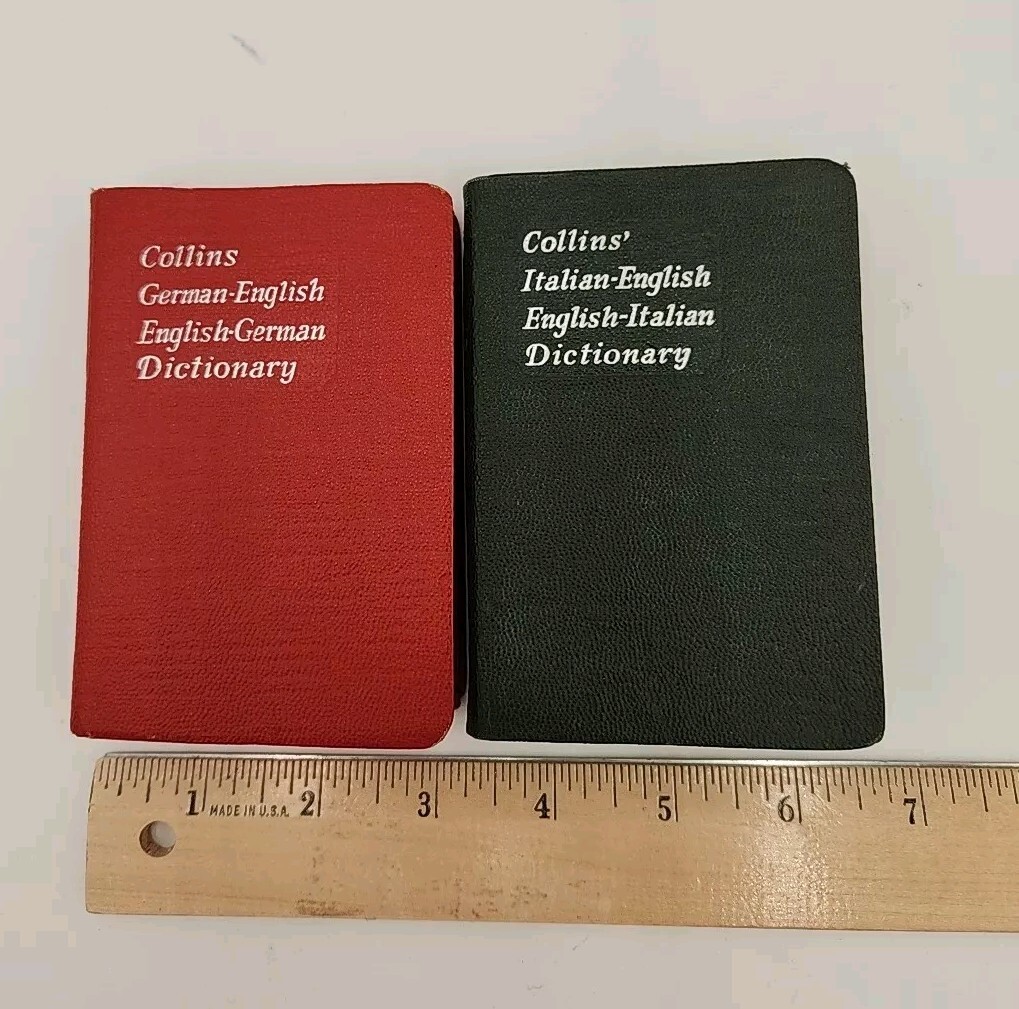 Collins
German-English
English-German
Dictionary
Collins'
Italian-English
English-Italian
Dictionary
1 MADE IN U.S.A. 2 3 4 5 6 7